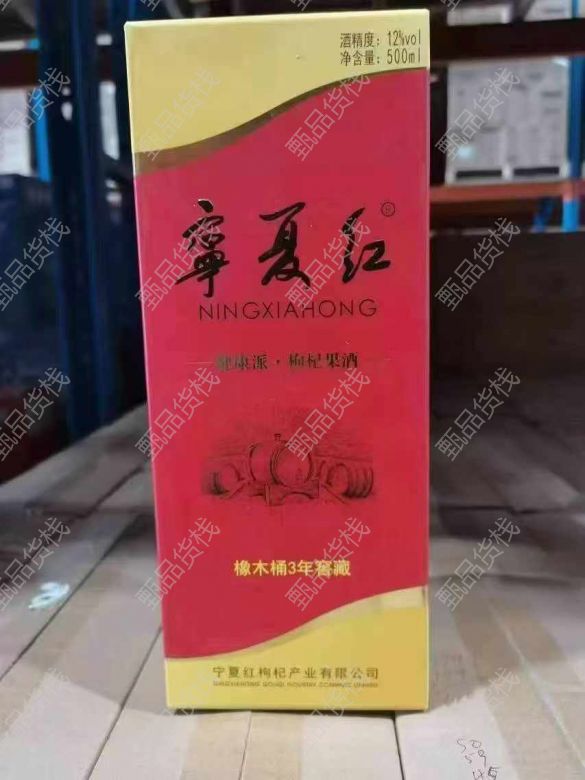 酒精度：12%vol
净含量：500ml
寧夏红®
NINGXIAHONG
健康派·枸杞果酒
橡木桶3年窖藏
宁夏红枸杞产业有限公司
甄品货栈